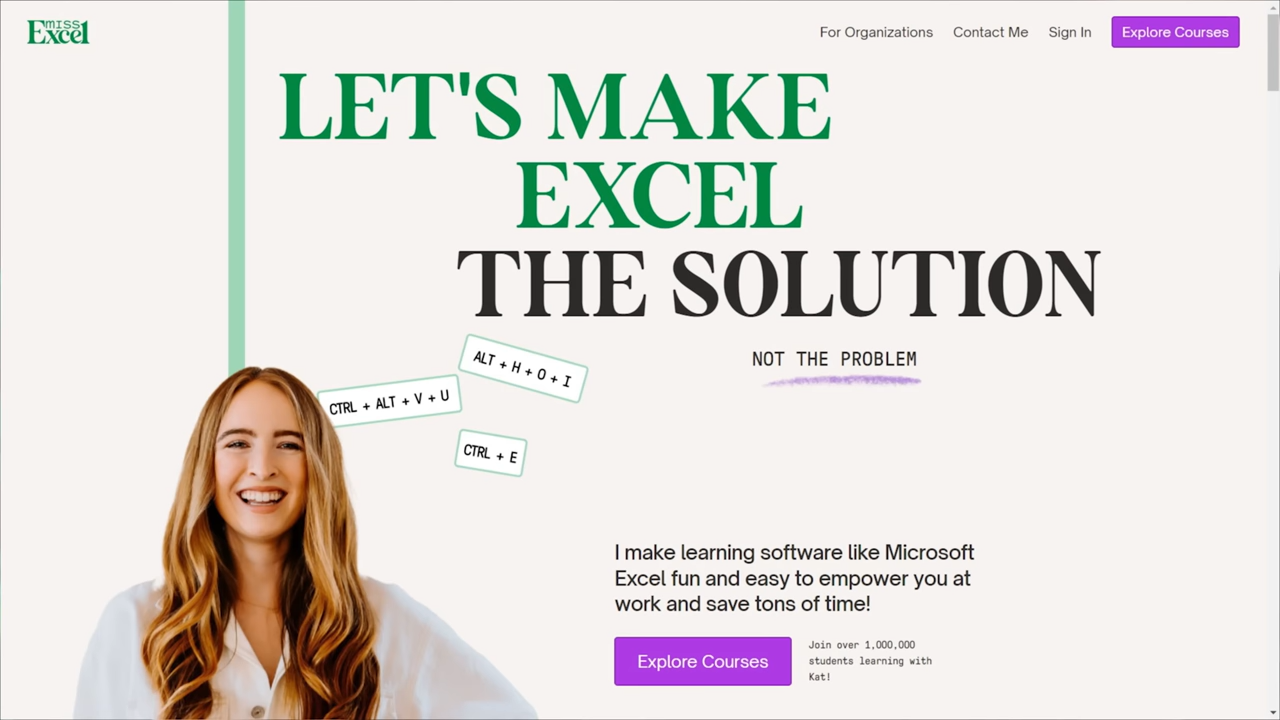 MISS
Excel
For Organizations
Contact Me
Sign In
Explore Courses
LET'S MAKE
EXCEL
THE SOLUTION
NOT THE PROBLEM
ALT + H + O + I
CTRL + ALT + V + U
CTRL + E
I make learning software like Microsoft
Excel fun and easy to empower you at
work and save tons of time!
Explore Courses
Join over 1,000,000
students learning with
Kat!